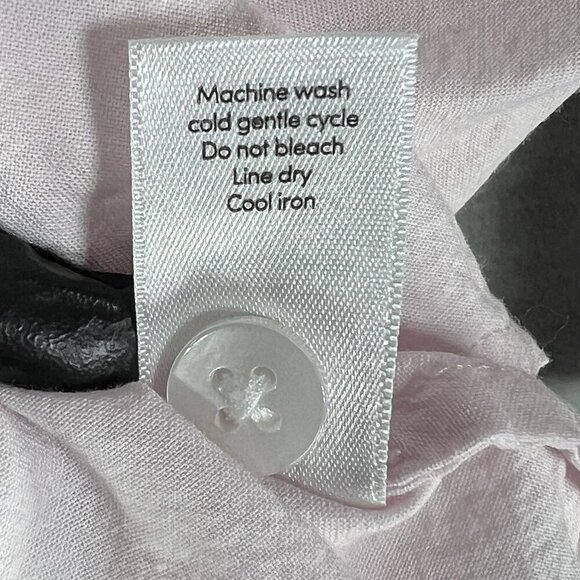 Machine wash
cold gentle cycle
Do not bleach
Line dry
Cool iron